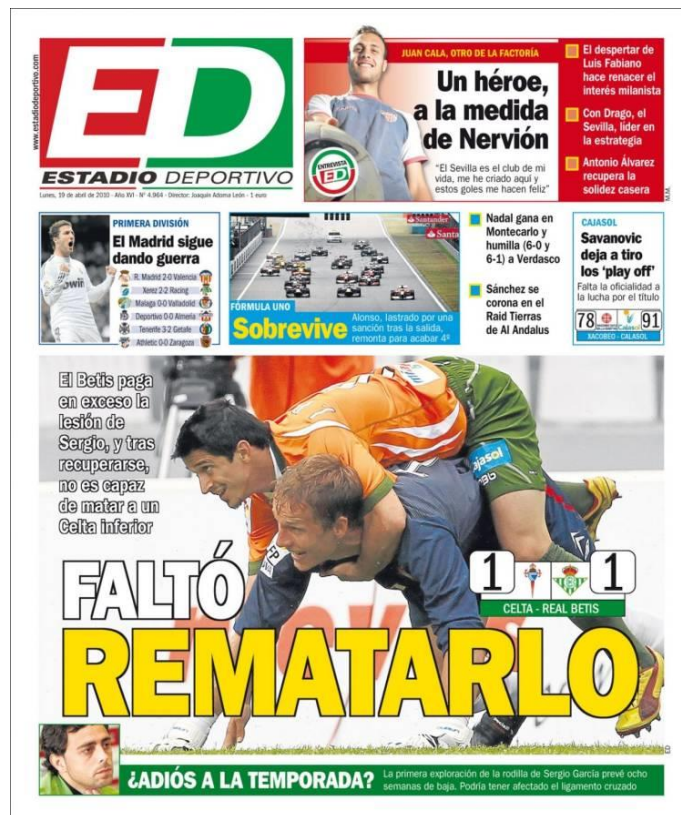 www.estadiodeportivo.com
ED
ESTADIO DEPORTIVO
Lunes, 19 de abril de 2010 - Año XVI - Nº 4.964 - Director: Joaquín Adorna León - 1 euro
JUAN CALA, OTRO DE LA FACTORÍA
Un héroe,
a la medida
de Nervión
"El Sevilla es el club de mi
vida, me he criado aquí y
estos goles me hacen feliz"
ENTREVISTA
ED
El despertar de
Luis Fabiano
hace renacer el
interés milanista
Con Drago, el
Sevilla, líder en
la estrategia
Antonio Álvarez
recupera la
solidez casera
M.M.
PRIMERA DIVISIÓN
El Madrid sigue
dando guerra
R. Madrid 2-0 Valencia
Xerez 2-2 Racing
Malaga 0-0 Valladolid
Deportivo 0-0 Almería
Tenerife 3-2 Getafe
Athletic 0-0 Zaragoza
bwin
Santander
Santa
FÓRMULA UNO
Sobrevive
Alonso, lastrado por una
sanción tras la salida,
remonta para acabar 4º
Nadal gana en
Montecarlo y
humilla (6-0 y
6-1) a Verdasco
Sánchez se
corona en el
Raid Tierras
de Al Andalus
CAJASOL
Savanovic
deja a tiro
los 'play off'
Falta la oficialidad a
la lucha por el título
78 91
XACOBEO - CALASOL
El Betis paga
en exceso la
lesión de
Sergio, y tras
recuperarse,
no es capaz
de matar a un
Celta inferior
cajasol
FP
FALTÓ
REMATARLO
1 1
CELTA - REAL BETIS
ED
¿ADIÓS A LA TEMPORADA?
La primera exploración de la rodilla de Sergio García prevé ocho
semanas de baja. Podría tener afectado el ligamento cruzado